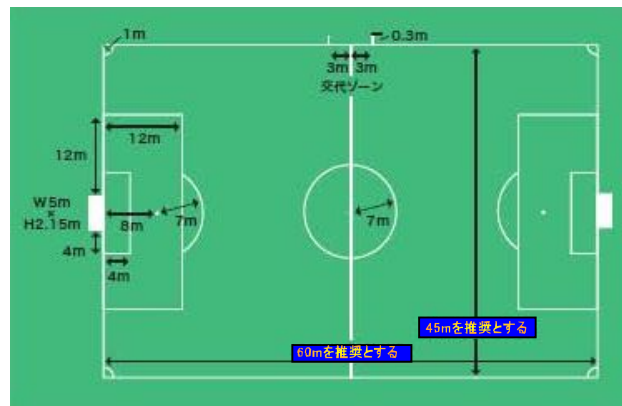 1m
0.3m
3m 3m
交代ゾーン
12m
12m
W5m
×
H2.15m
8m
7m
7m
4m
4m
45mを推奨とする
60mを推奨とする